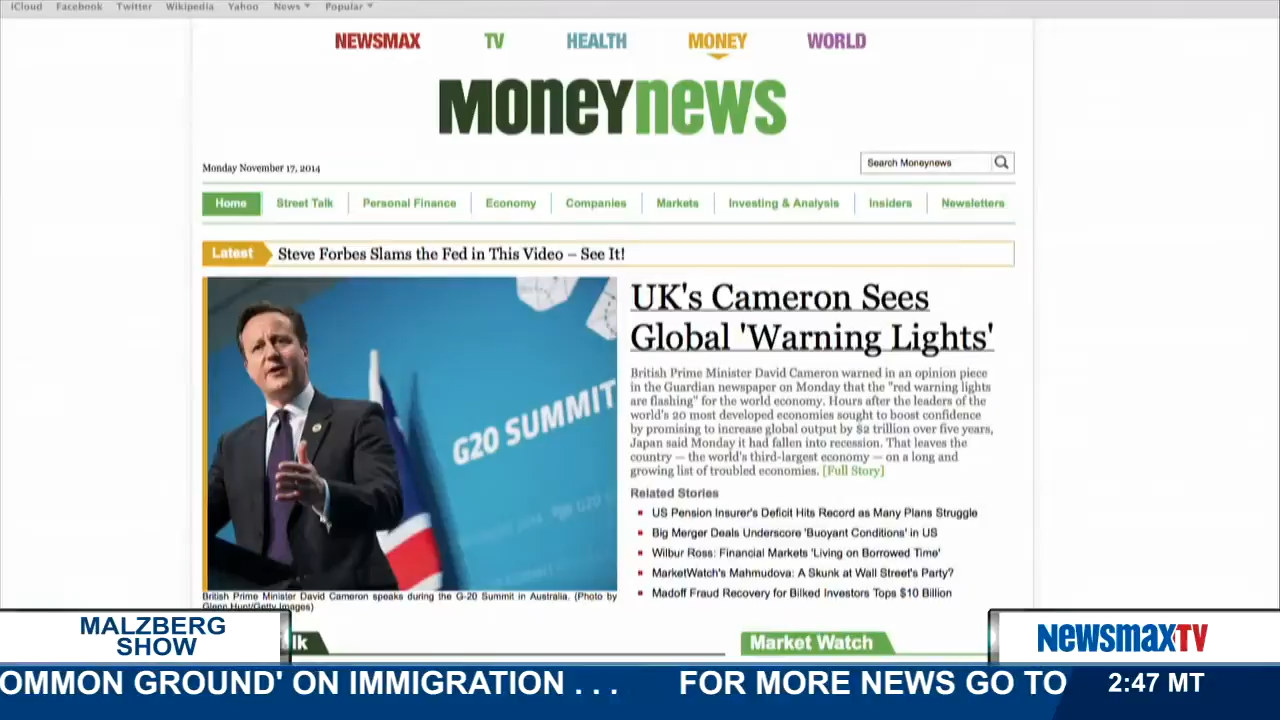 iCloud Facebook Twitter Wikipedia Yahoo News Popular
NEWSMAX TV HEALTH MONEY WORLD
MONEYNEWS
Monday November 17, 2014
Search Moneynews
Home Street Talk Personal Finance Economy Companies Markets Investing & Analysis Insiders Newsletters
Latest Steve Forbes Slams the Fed in This Video – See It!
G20 SUMMIT
UK's Cameron Sees
Global 'Warning Lights'
British Prime Minister David Cameron warned in an opinion piece
in the Guardian newspaper on Monday that the "red warning lights
are flashing" for the world economy. Hours after the leaders of the
world's 20 most developed economies sought to boost confidence
by promising to increase global output by $2 trillion over five years,
Japan said Monday it had fallen into recession. That leaves the
country — the world's third-largest economy — on a long and
growing list of troubled economies. [Full Story]
Related Stories
US Pension Insurer's Deficit Hits Record as Many Plans Struggle
Big Merger Deals Underscore 'Buoyant Conditions' in US
Wilbur Ross: Financial Markets 'Living on Borrowed Time'
MarketWatch's Mahmudova: A Skunk at Wall Street's Party?
Madoff Fraud Recovery for Bilked Investors Tops $10 Billion
British Prime Minister David Cameron speaks during the G-20 Summit in Australia. (Photo by
Glenn Hunt/Getty Images)
MALZBERG
SHOW
lk
Market Watch
NEWSMAXTV
OMMON GROUND' ON IMMIGRATION . . . FOR MORE NEWS GO TO
2:47 MT